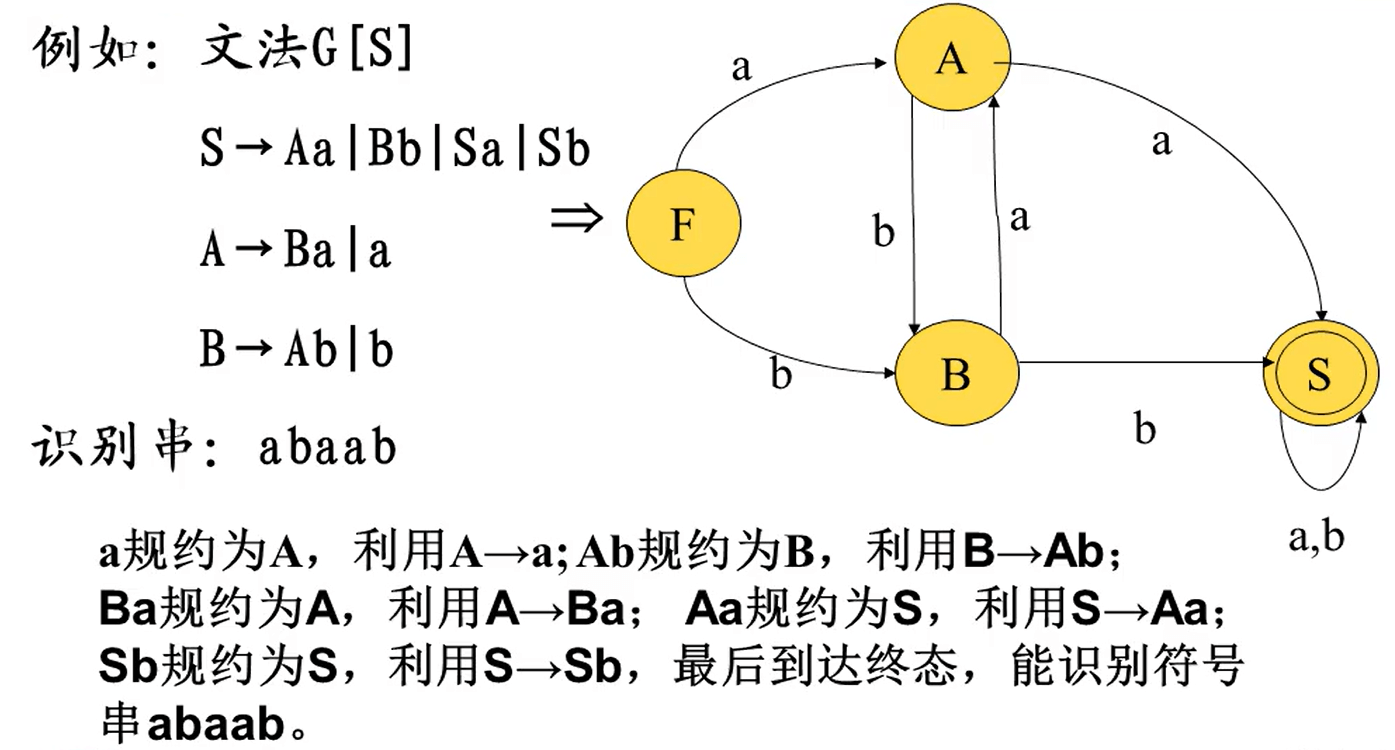 例如：文法G[S]
S→Aa|Bb|Sa|Sb
A→Ba|a
B→Ab|b
识别串：abaab
⇒
a
A
a
F
b
a
b
B
b
S
a,b
a规约为A，利用A→a;Ab规约为B，利用B→Ab；
Ba规约为A，利用A→Ba； Aa规约为S，利用S→Aa；
Sb规约为S，利用S→Sb，最后到达终态，能识别符号
串abaab。